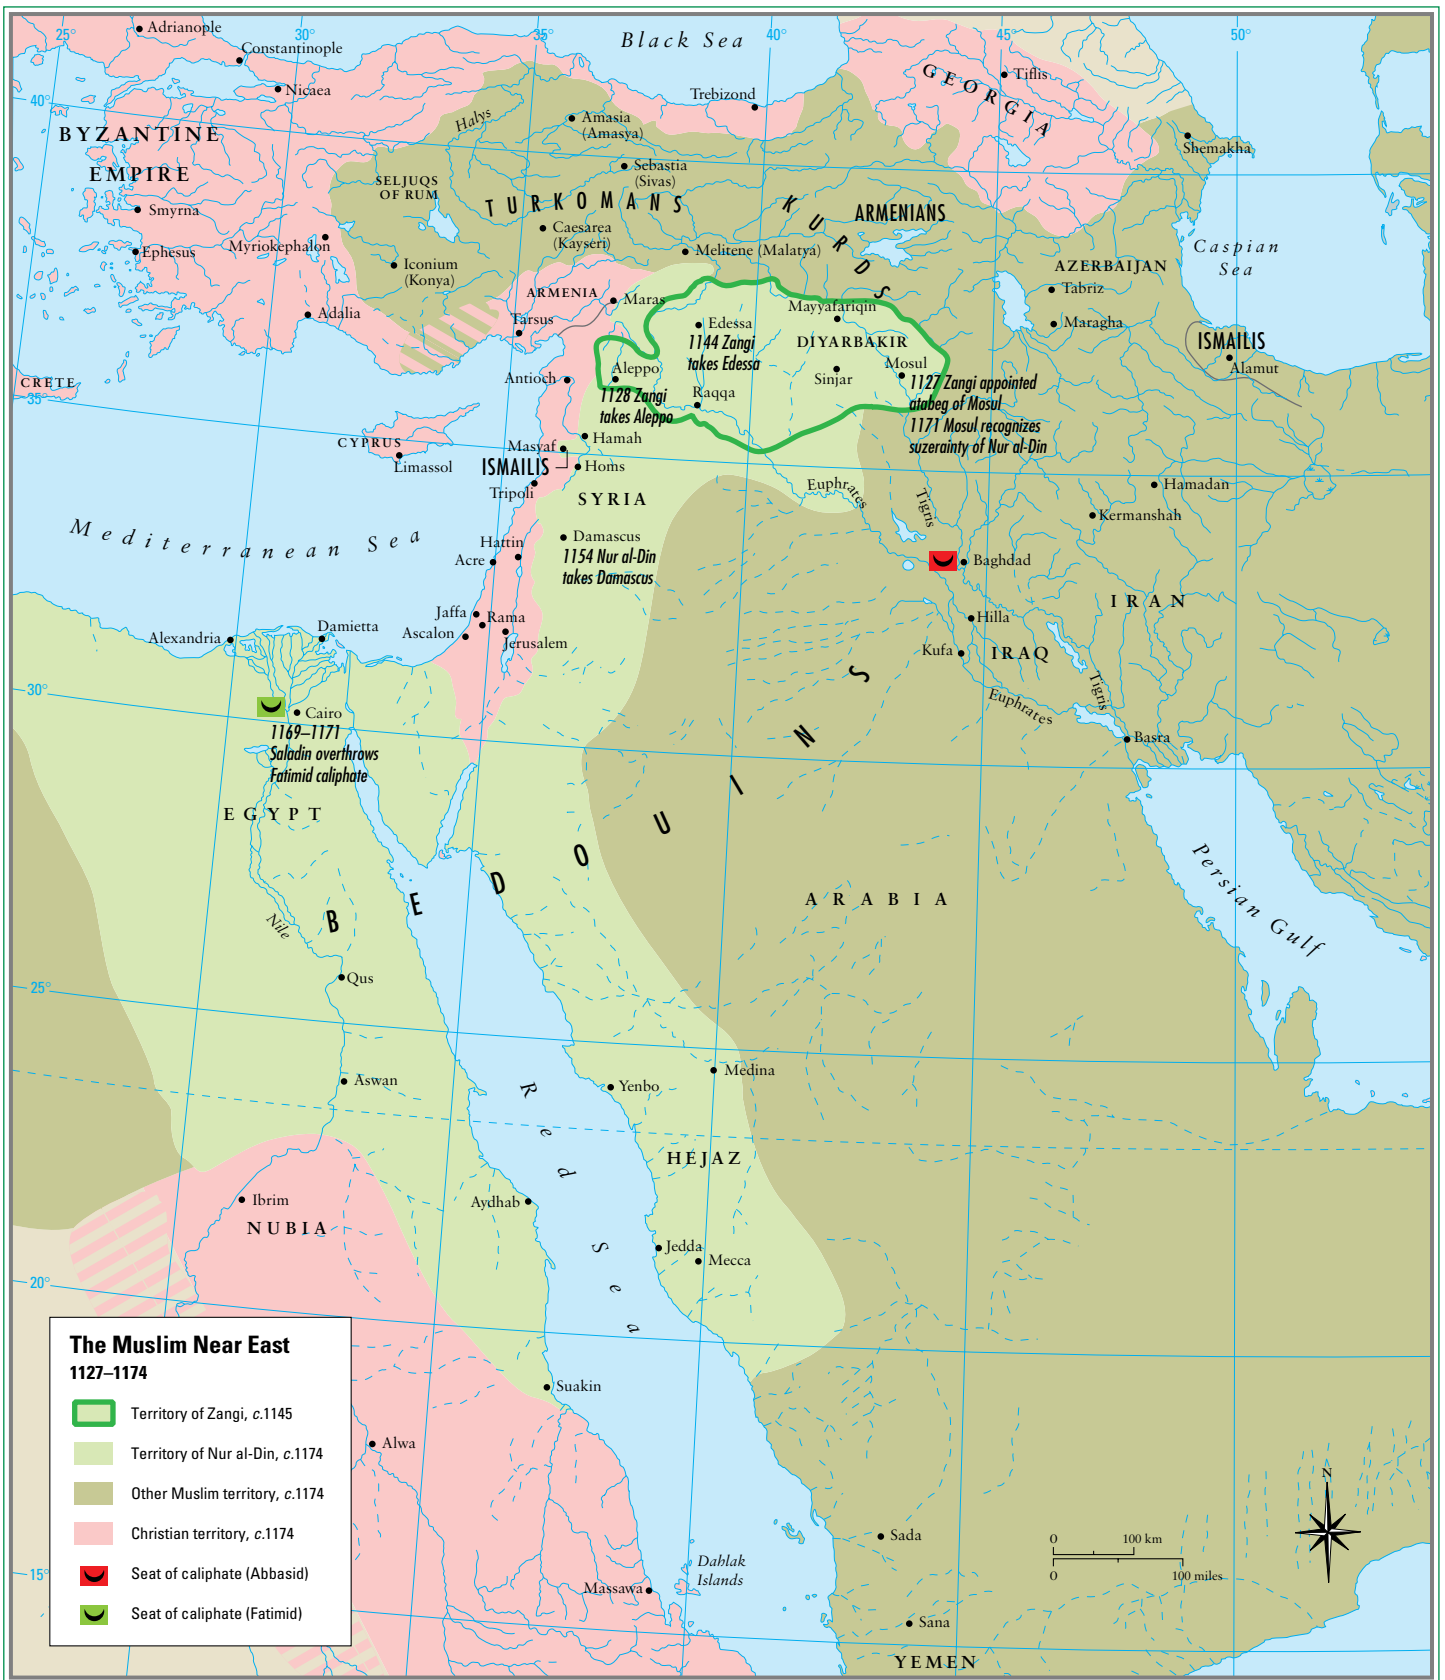 25°
30°
35°
40°
45°
50°
Adrianople
Constantinople
Nicaea
Black Sea
Trebizond
GEORGIA
Tiflis
Shemakha
40°
BYZANTINE
EMPIRE
Smyrna
Ephesus
Myriokephalon
Adalia
Halys
SELJUQS
OF RUM
Iconium
(Konya)
Amasia
(Amasya)
Sebastia
(Sivas)
TURKOMANS
Caesarea
(Kayseri)
Melitene (Malatya)
KURDS
ARMENIANS
AZERBAIJAN
Tabriz
Maragha
Caspian
Sea
ISMAILIS
Alamut
ARMENIA
Maras
Tarsus
Edessa
1144 Zangi
takes Edessa
Mayyafariqin
DIYARBAKIR
Mosul
Sinjar
1127 Zangi appointed
atabeg of Mosul
1171 Mosul recognizes
suzerainty of Nur al-Din
Aleppo
1128 Zangi
takes Aleppo
Raqqa
Antioch
CRETE
35°
CYPRUS
Limassol
Masyaf
Hamah
ISMAILIS
Homs
Tripoli
SYRIA
Euphrates
Tigris
Hamadan
Kermanshah
Mediterranean Sea
Damascus
1154 Nur al-Din
takes Damascus
Hattin
Acre
Baghdad
IRAN
Jaffa
Rama
Ascalon
Jerusalem
Hilla
Kufa
IRAQ
Euphrates
Tigris
Basra
Alexandria
Damietta
30°
Cairo
1169–1171
Saladin overthrows
Fatimid caliphate
EGYPT
BEDOUINS
ARABIA
Persian Gulf
Nile
Qus
25°
Aswan
Red Sea
Yenbo
Medina
HEJAZ
Ibrim
NUBIA
Aydhab
Jedda
Mecca
20°
Suakin
Alwa
15°
Massawa
Dahlak
Islands
Sada
Sana
YEMEN
N
0
100 km
0
100 miles
The Muslim Near East
1127–1174
Territory of Zangi, c.1145
Territory of Nur al-Din, c.1174
Other Muslim territory, c.1174
Christian territory, c.1174
Seat of caliphate (Abbasid)
Seat of caliphate (Fatimid)